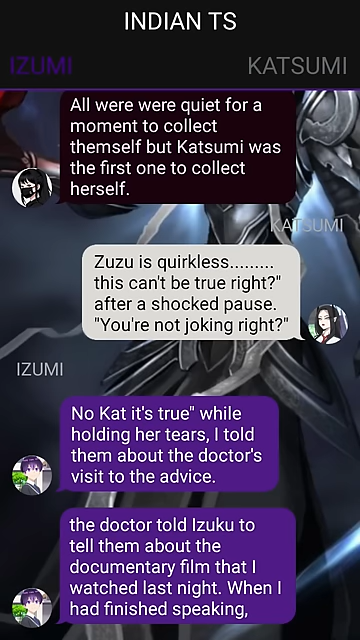 INDIAN TS
IZUMI
KATSUMI
All were were quiet for a
moment to collect
themself but Katsumi was
the first one to collect
herself.
KATSUMI
Zuzu is quirkless.........
this can't be true right?"
after a shocked pause.
"You're not joking right?"
IZUMI
No Kat it's true" while
holding her tears, I told
them about the doctor's
visit to the advice.
the doctor told Izuku to
tell them about the
documentary film that I
watched last night. When I
had finished speaking,